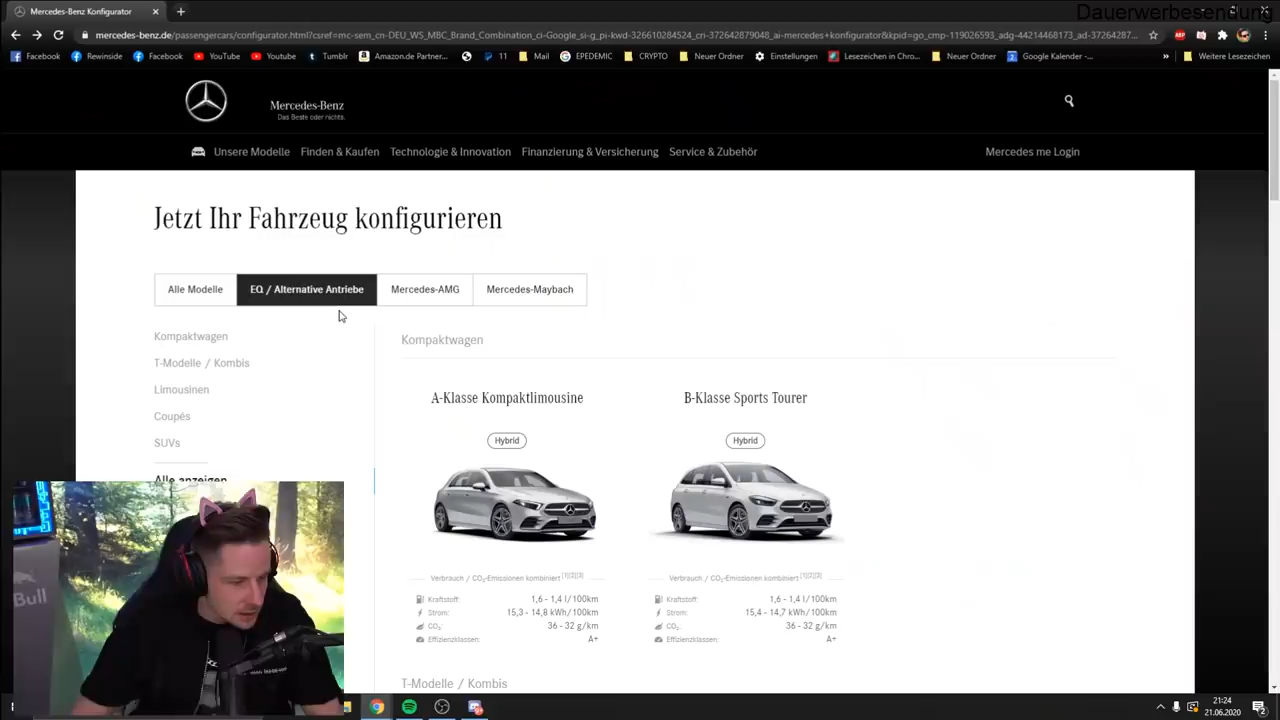 Dauerwerbesendung
Mercedes-Benz Konfigurator
mercedes-benz.de/passengercars/configurator.html?csref=mc-sem_cn-DEU_WS_MBC_Brand_Combination_ci-Google_si-g_pi-kwd-326610284524_cri-372642879048_ai-mercedes+konfigurator&kpid=go_cmp-119026593_adg-44214468173_ad-37264287...
Facebook
Rewinside
Facebook
YouTube
Youtube
Tumblr
Amazon.de Partner...
11
Mail
EPEDEMIC
CRYPTO
Neuer Ordner
Einstellungen
Lesezeichen in Chro...
Neuer Ordner
Google Kalender -...
Weitere Lesezeichen
Mercedes-Benz
Das Beste oder nichts.
Unsere Modelle
Finden & Kaufen
Technologie & Innovation
Finanzierung & Versicherung
Service & Zubehör
Mercedes me Login
Jetzt Ihr Fahrzeug konfigurieren
Alle Modelle
EQ / Alternative Antriebe
Mercedes-AMG
Mercedes-Maybach
Kompaktwagen
T-Modelle / Kombis
Limousinen
Coupés
SUVs
Alle anzeigen
Kompaktwagen
A-Klasse Kompaktlimousine
Hybrid
Verbrauch / CO₂-Emissionen kombiniert [1][2][3]
Kraftstoff: 1,6 - 1,4 l/100km
Strom: 15,3 - 14,8 kWh/100km
CO₂: 36 - 32 g/km
Effizienzklassen: A+
B-Klasse Sports Tourer
Hybrid
Verbrauch / CO₂-Emissionen kombiniert [1][2][3]
Kraftstoff: 1,6 - 1,4 l/100km
Strom: 15,4 - 14,7 kWh/100km
CO₂: 36 - 32 g/km
Effizienzklassen: A+
T-Modelle / Kombis
21:24
21.06.2020